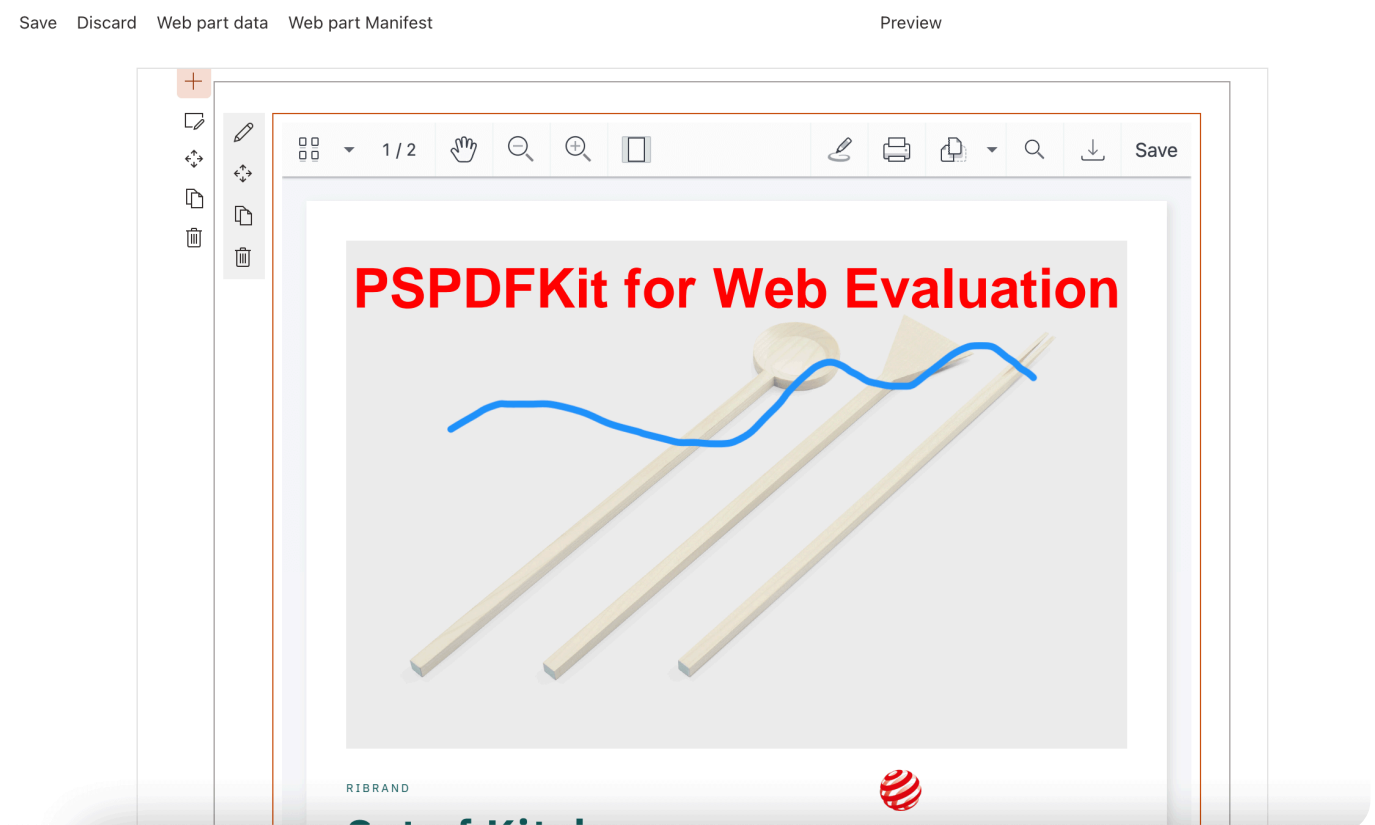 Save Discard Web part data Web part Manifest Preview
1 / 2 Save
PSPDFKit for Web Evaluation
RIBRAND